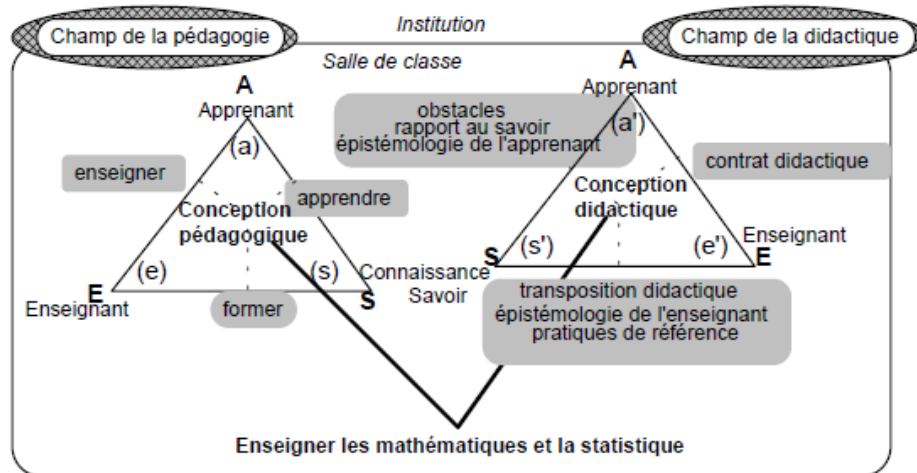 Champ de la pédagogie
Institution
Champ de la didactique
Salle de classe
A
Apprenant
(a)
enseigner
apprendre
Conception
pédagogique
(e)
(s)
E
Enseignant
former
S
Connaissance
Savoir
A
Apprenant
obstacles
rapport au savoir
épistémologie de l'apprenant
(a')
contrat didactique
Conception
didactique
(s')
(e')
S
Enseignant
E
transposition didactique
épistémologie de l'enseignant
pratiques de référence
Enseigner les mathématiques et la statistique